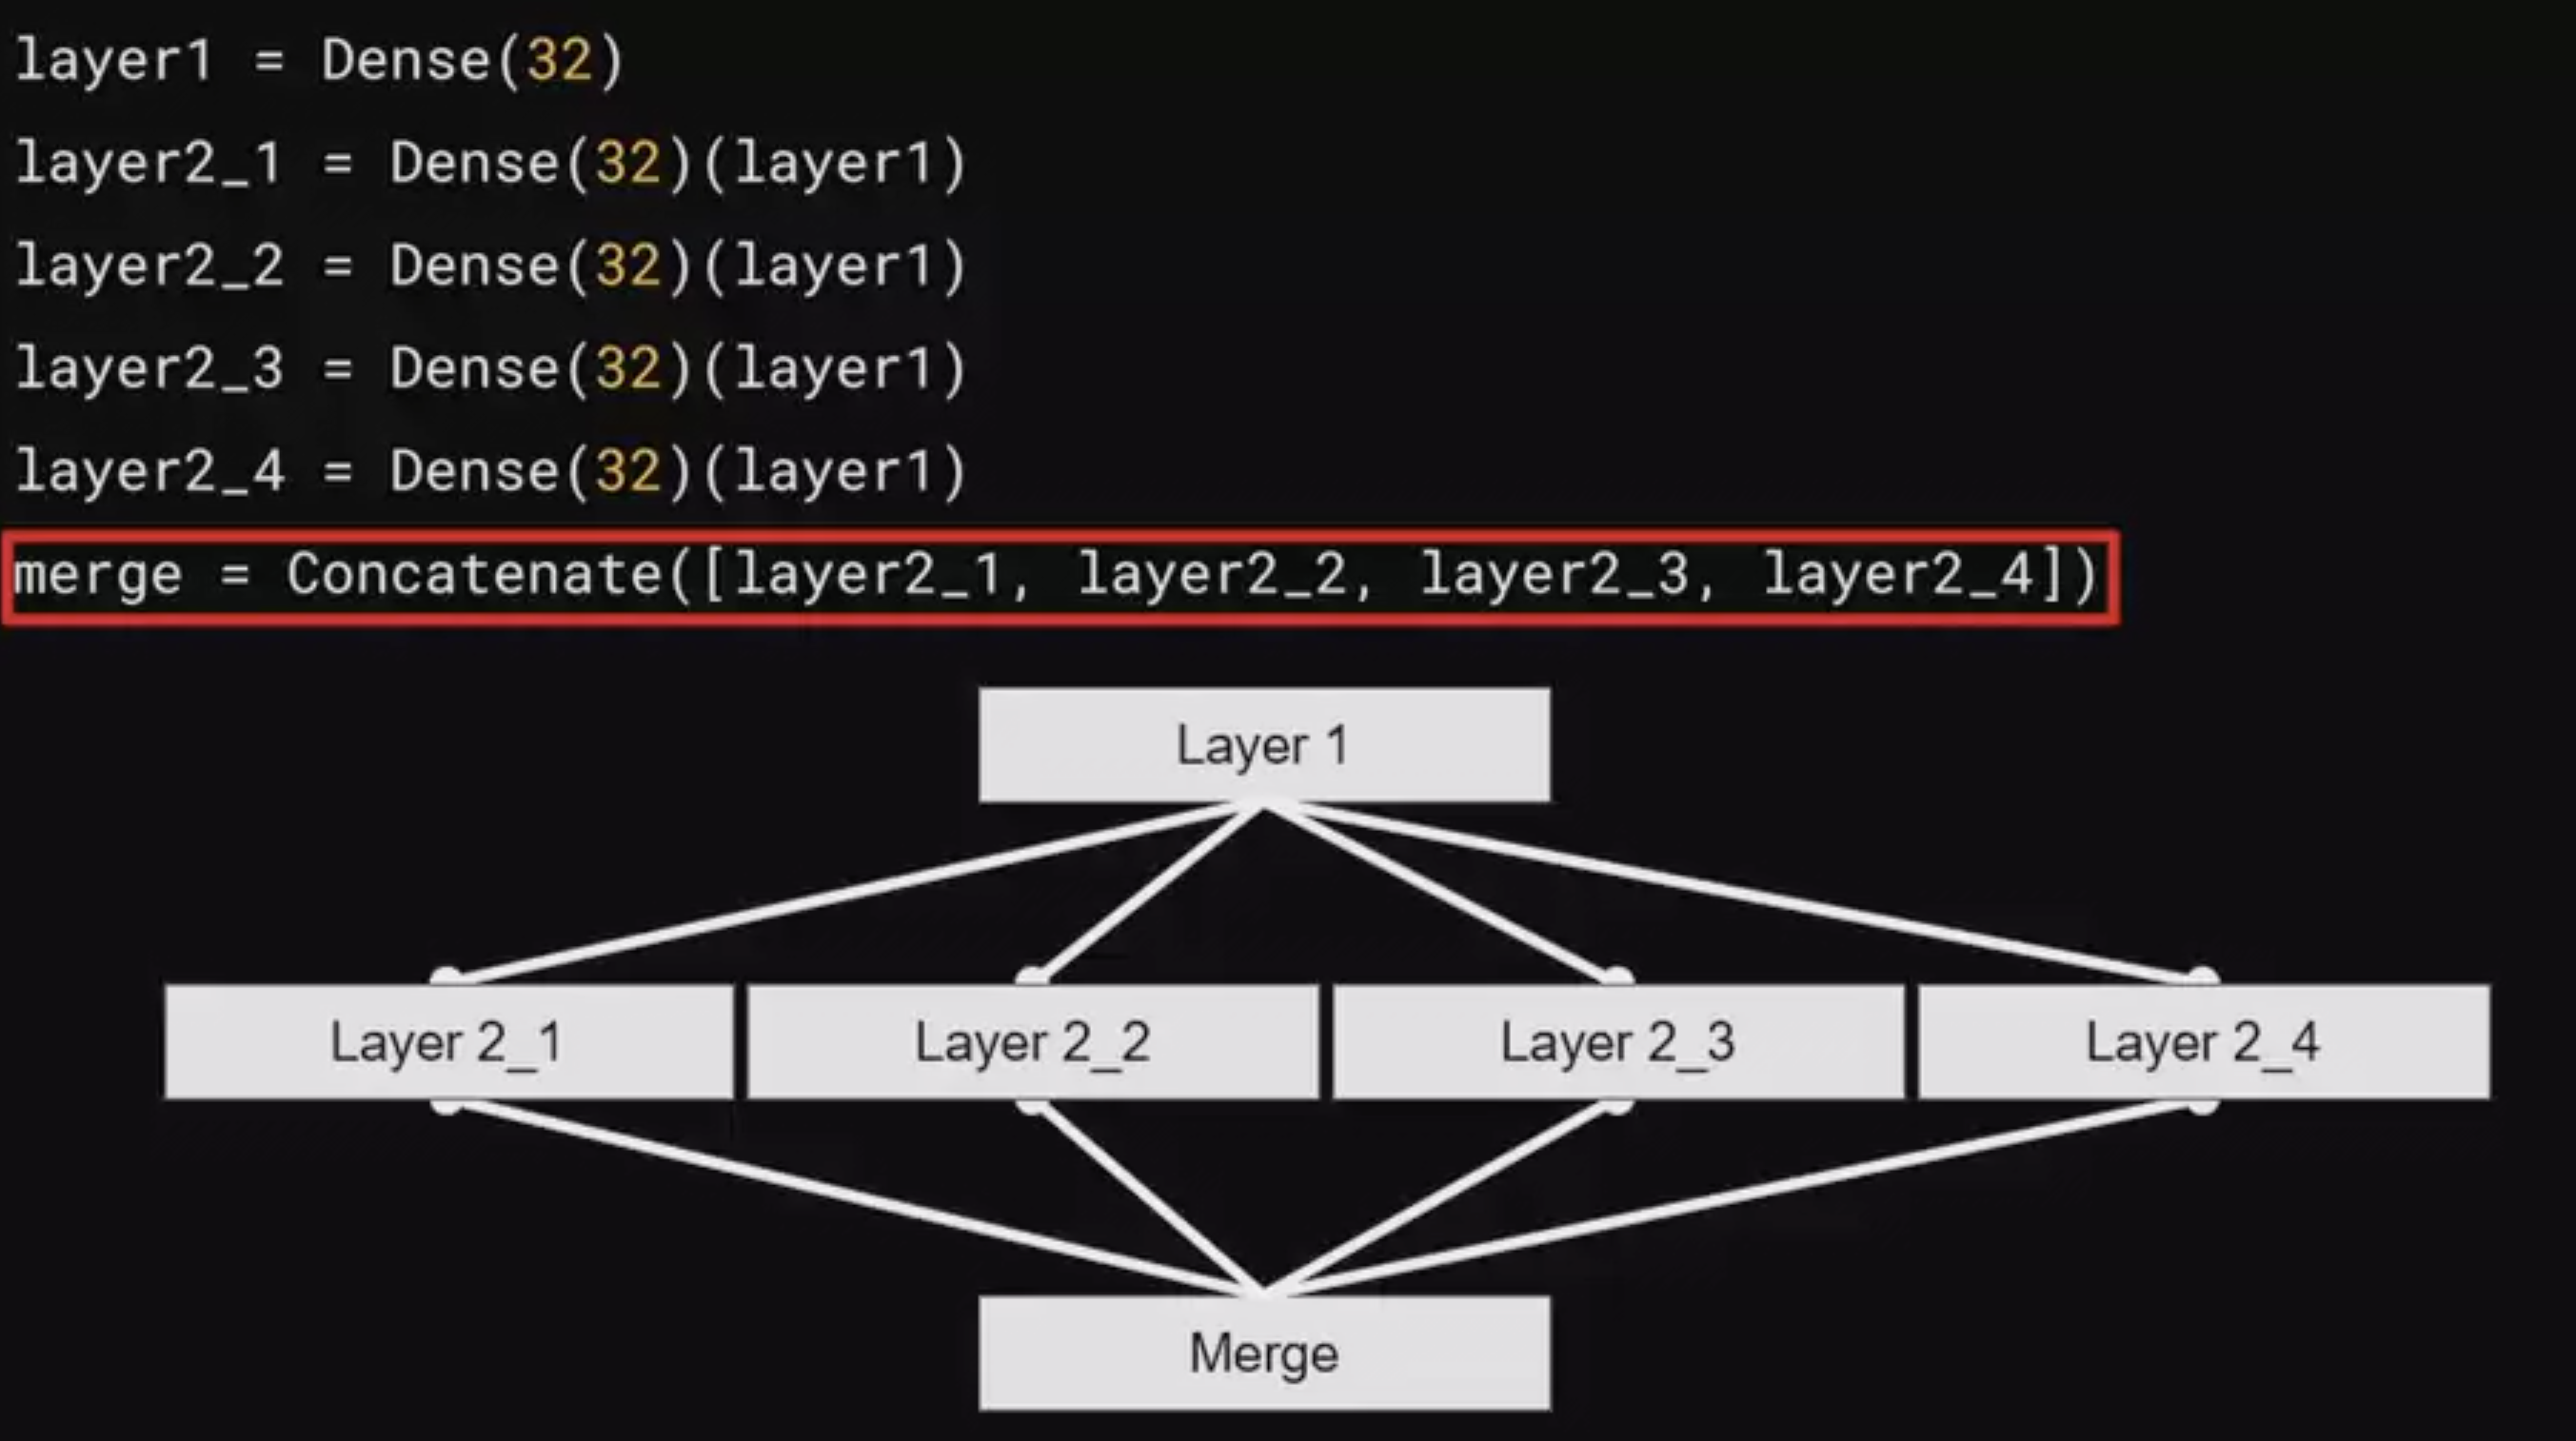 layer1 = Dense(32)
layer2_1 = Dense(32)(layer1)
layer2_2 = Dense(32)(layer1)
layer2_3 = Dense(32)(layer1)
layer2_4 = Dense(32)(layer1)
merge = Concatenate([layer2_1, layer2_2, layer2_3, layer2_4])
Layer 1
Layer 2_1 Layer 2_2 Layer 2_3 Layer 2_4
Merge